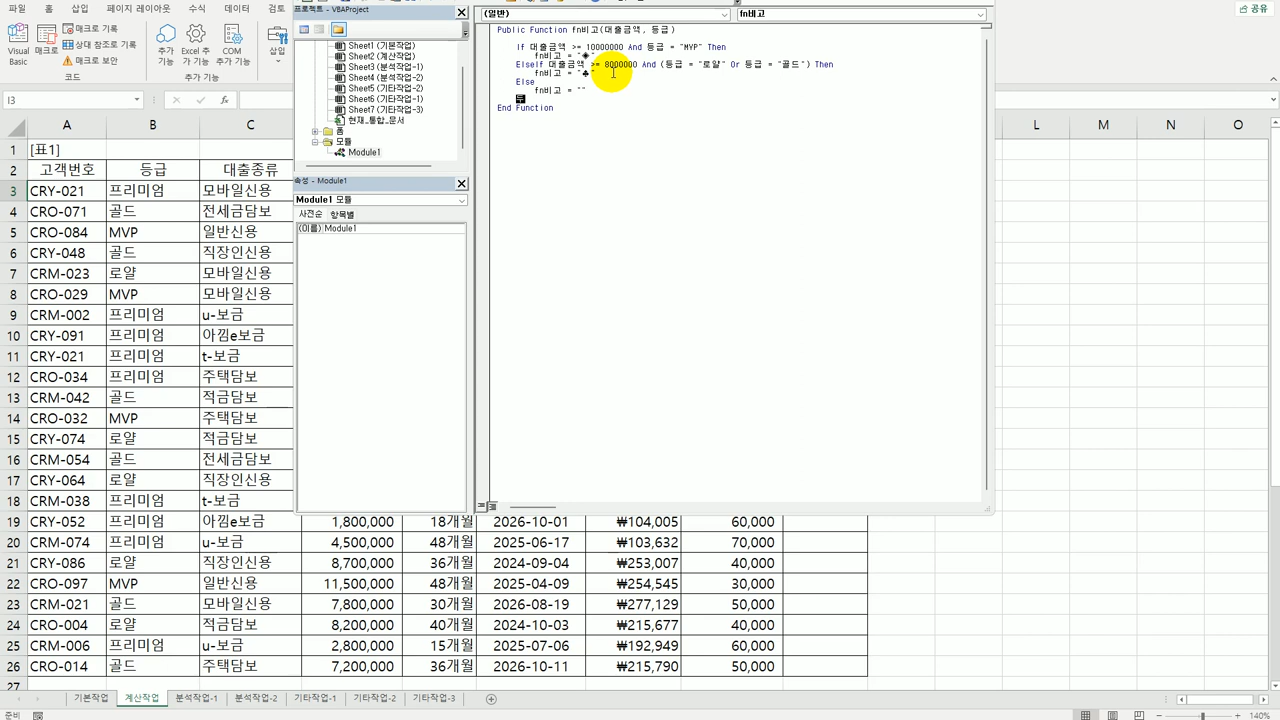 파일 홈 삽입 페이지 레이아웃 수식 데이터 검토
공유
Visual Basic
매크로
매크로 기록
상대 참조로 기록
매크로 보안
추가 기능
Excel 추가 기능
COM 추가 기능
삽입
추가 기능
I3
프로젝트 - VBAProject
Sheet1 (기본작업)
Sheet2 (계산작업)
Sheet3 (분석작업-1)
Sheet4 (분석작업-2)
Sheet5 (기타작업-2)
Sheet6 (기타작업-1)
Sheet7 (기타작업-3)
현재_통합_문서
폼
모듈
Module1
속성 - Module1
Module1 모듈
사전순 항목별
(이름) Module1
(일반) fn비고
Public Function fn비고(대출금액, 등급)
If 대출금액 >= 10000000 And 등급 = "MVP" Then
fn비고 = "◈"
ElseIf 대출금액 >= 8000000 And (등급 = "로얄" Or 등급 = "골드") Then
fn비고 = "♣"
Else
fn비고 = ""
End Function
A B C L M N O
1 [표1]
2 고객번호 등급 대출종류
3 CRY-021 프리미엄 모바일신용
4 CRO-071 골드 전세금담보
5 CRO-084 MVP 일반신용
6 CRY-048 골드 직장인신용
7 CRM-023 로얄 모바일신용
8 CRO-029 MVP 모바일신용
9 CRM-002 프리미엄 u-보금
10 CRY-091 프리미엄 아낌e보금
11 CRY-021 프리미엄 t-보금
12 CRO-034 프리미엄 주택담보
13 CRM-042 골드 적금담보
14 CRO-032 MVP 주택담보
15 CRY-074 로얄 적금담보
16 CRM-054 골드 전세금담보
17 CRY-064 로얄 직장인신용
18 CRM-038 프리미엄 t-보금
19 CRY-052 프리미엄 아낌e보금 1,800,000 18개월 2026-10-01 ₩104,005 60,000
20 CRM-074 프리미엄 u-보금 4,500,000 48개월 2025-06-17 ₩103,632 70,000
21 CRY-086 로얄 직장인신용 8,700,000 36개월 2024-09-04 ₩253,007 40,000
22 CRO-097 MVP 일반신용 11,500,000 48개월 2025-04-09 ₩254,545 30,000
23 CRM-021 골드 모바일신용 7,800,000 30개월 2026-08-19 ₩277,129 50,000
24 CRO-004 로얄 적금담보 8,200,000 40개월 2024-10-03 ₩215,677 40,000
25 CRM-006 프리미엄 u-보금 2,800,000 15개월 2025-07-06 ₩192,949 60,000
26 CRO-014 골드 주택담보 7,200,000 36개월 2026-10-11 ₩215,790 50,000
27
기본작업 계산작업 분석작업-1 분석작업-2 기타작업-1 기타작업-2 기타작업-3
준비
140%